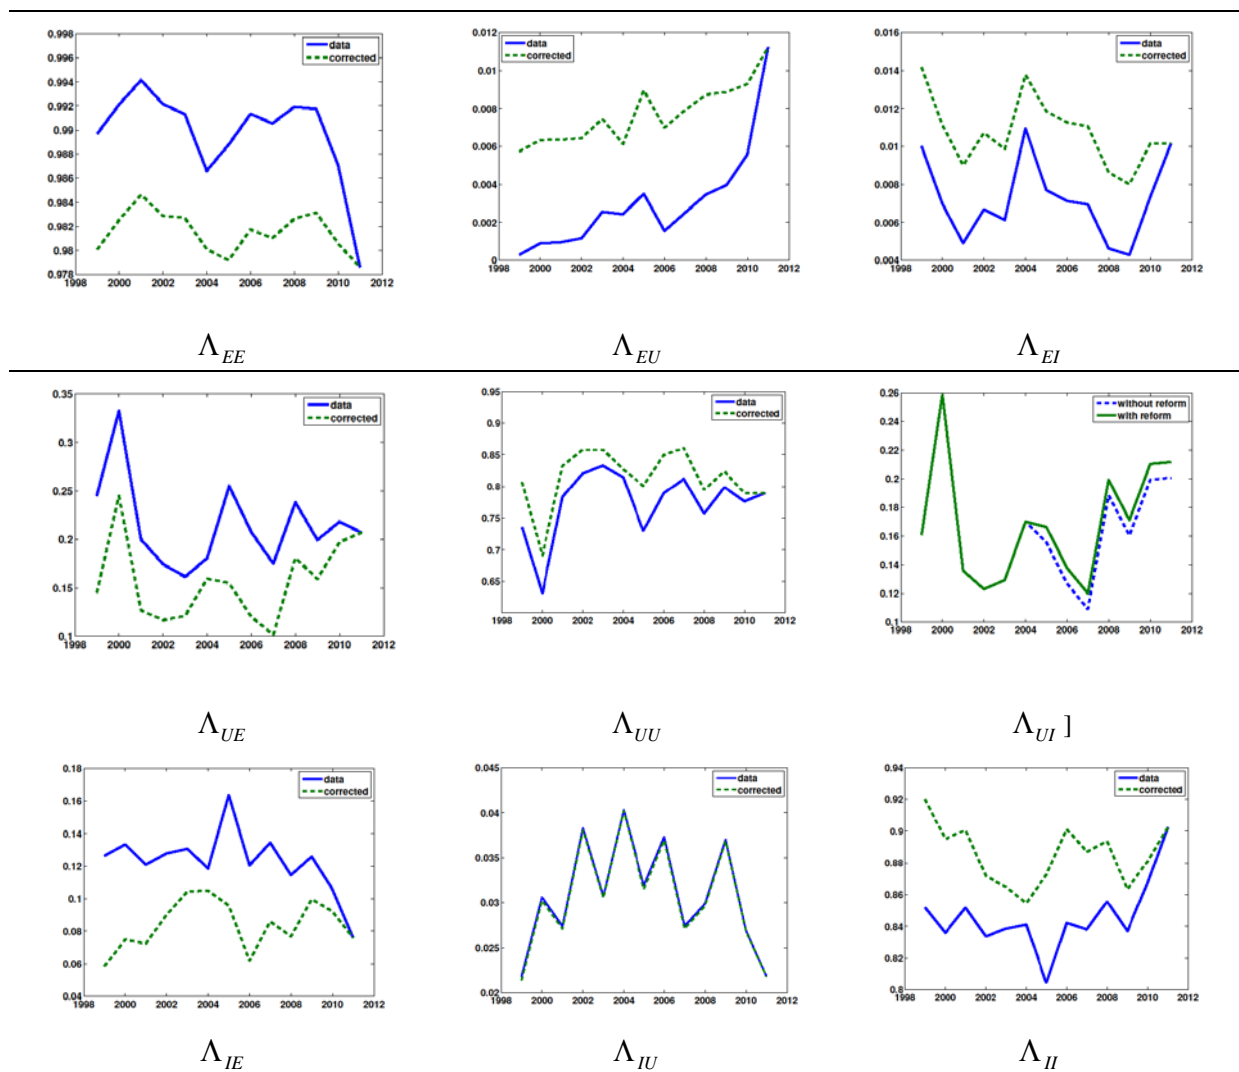 0.998
0.996
0.994
0.992
0.99
0.988
0.986
0.984
0.982
0.98
0.978
1998 2000 2002 2004 2006 2008 2010 2012
data
corrected
Λ_EE
0.012
0.01
0.008
0.006
0.004
0.002
0
1998 2000 2002 2004 2006 2008 2010 2012
data
corrected
Λ_EU
0.016
0.014
0.012
0.01
0.008
0.006
0.004
1998 2000 2002 2004 2006 2008 2010 2012
data
corrected
Λ_EI
0.35
0.3
0.25
0.2
0.15
0.1
1998 2000 2002 2004 2006 2008 2010 2012
data
corrected
Λ_UE
0.95
0.9
0.85
0.8
0.75
0.7
0.65
1998 2000 2002 2004 2006 2008 2010 2012
data
corrected
Λ_UU
0.26
0.24
0.22
0.2
0.18
0.16
0.14
0.12
0.1
1998 2000 2002 2004 2006 2008 2010 2012
without reform
with reform
Λ_UI ]
0.18
0.16
0.14
0.12
0.1
0.08
0.06
0.04
1998 2000 2002 2004 2006 2008 2010 2012
data
corrected
Λ_IE
0.045
0.04
0.035
0.03
0.025
0.02
1998 2000 2002 2004 2006 2008 2010 2012
data
corrected
Λ_IU
0.94
0.92
0.9
0.88
0.86
0.84
0.82
0.8
1998 2000 2002 2004 2006 2008 2010 2012
data
corrected
Λ_II